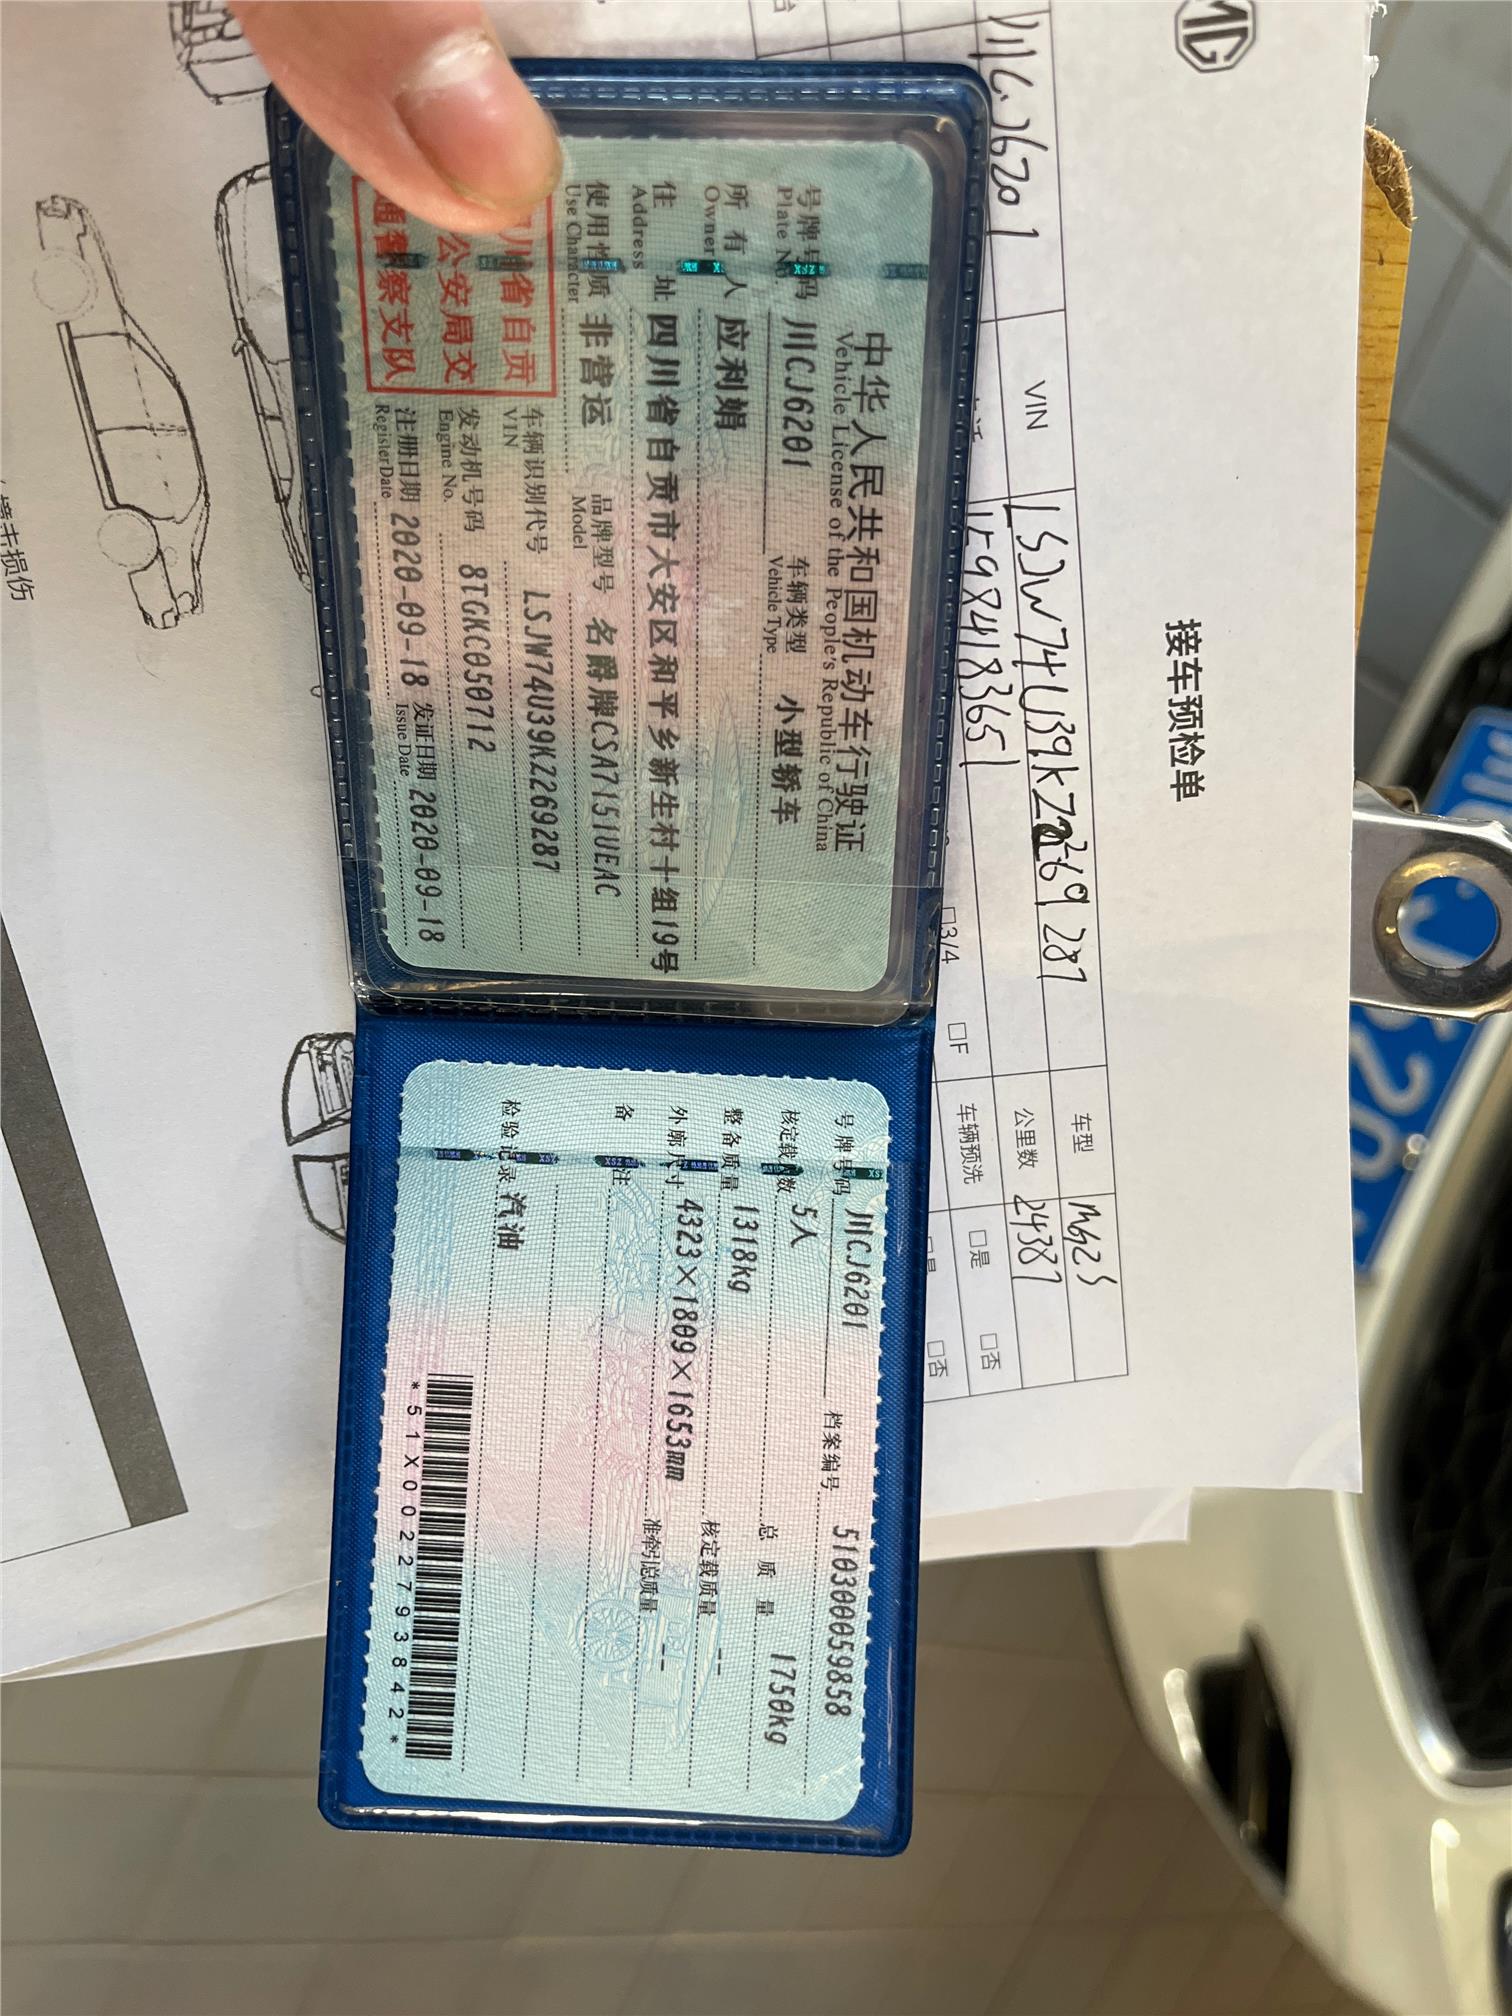 MG
接车预检单
VIN
LSJW74U39KZ269287
车型
MGZS
1598418365
公里数
24387
车辆预洗
□是
□否
□3/4
□F
□否
撞击损伤
中华人民共和国机动车行驶证
Vehicle License of the People's Republic of China
号牌号码 川CJ6201 车辆类型 小型轿车
Plate No. Vehicle Type
所有人 应利娟
Owner
住址 四川省自贡市大安区和平乡新生村十组19号
Address
使用性质 非营运 品牌型号 名爵牌CSA7151UEAC
Use Character Model
川省自贡
公安局交
通警察支队
车辆识别代号 LSJW74U39KZ269287
VIN
发动机号码 8TGKC050712
Engine No.
注册日期 2020-09-18 发证日期 2020-09-18
Register Date Issue Date
号牌号码 川CJ6201 档案编号 510300059858
核定载人数 5人 总质量 1750kg
整备质量 1318kg 核定载质量 --
外廓尺寸 4323×1809×1653mm 准牵引总质量 --
备注
检验记录 汽油
*51X0022793842*